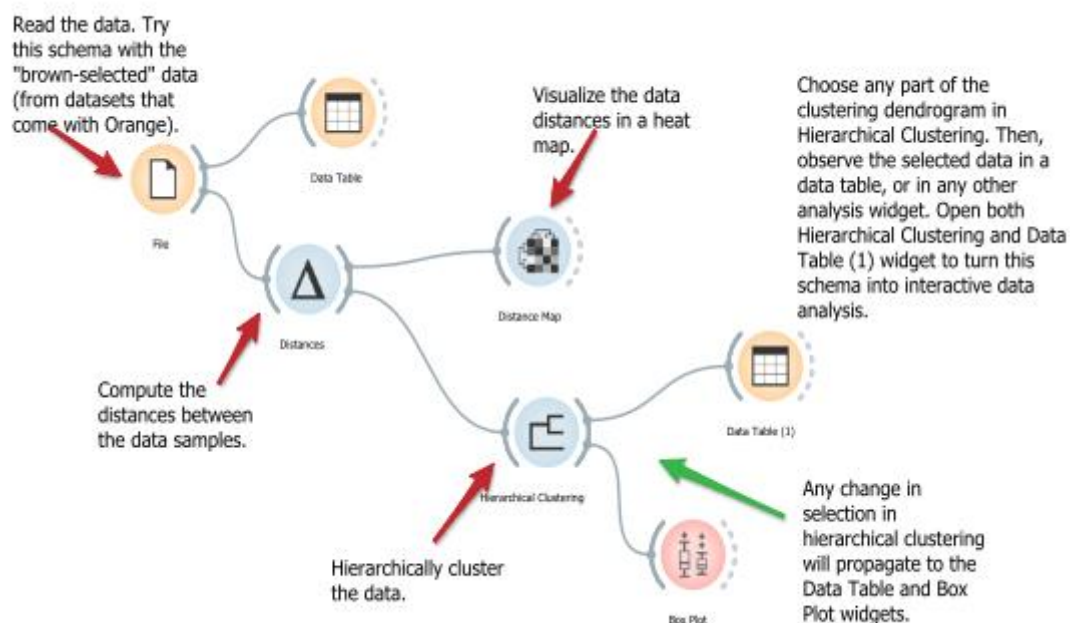 Read the data. Try
this schema with the
"brown-selected" data
(from datasets that
come with Orange).
Data Table
File
Visualize the data
distances in a heat
map.
Choose any part of the
clustering dendrogram in
Hierarchical Clustering. Then,
observe the selected data in a
data table, or in any other
analysis widget. Open both
Hierarchical Clustering and Data
Table (1) widget to turn this
schema into interactive data
analysis.
Distances
Distance Map
Compute the
distances between
the data samples.
Data Table (1)
Hierarchical Clustering
Hierarchically cluster
the data.
Box Plot
Any change in
selection in
hierarchical clustering
will propagate to the
Data Table and Box
Plot widgets.